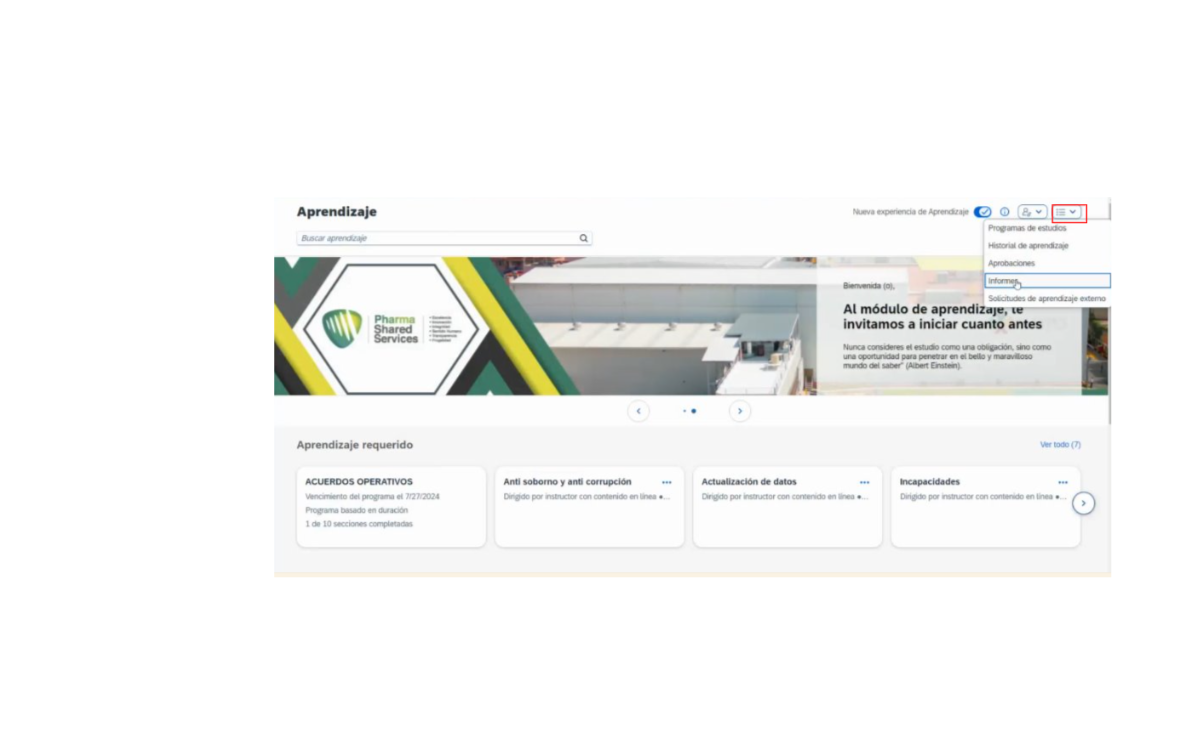 Aprendizaje
Nueva experiencia de Aprendizaje
Buscar aprendizaje
Programas de estudios
Historial de aprendizaje
Aprobaciones
Informes
Solicitudes de aprendizaje externo
Pharma
Shared
Services
Bienvenida (o),
Al módulo de aprendizaje, te
invitamos a iniciar cuanto antes
Nunca consideres el estudio como una obligación, sino como
una oportunidad para penetrar en el bello y maravilloso
mundo del saber" (Albert Einstein).
Aprendizaje requerido
Ver todo (7)
ACUERDOS OPERATIVOS
Vencimiento del programa el 7/27/2024
Programa basado en duración
1 de 10 secciones completadas
Anti soborno y anti corrupción
Dirigido por instructor con contenido en línea •...
Actualización de datos
Dirigido por instructor con contenido en línea •...
Incapacidades
Dirigido por instructor con contenido en línea •...